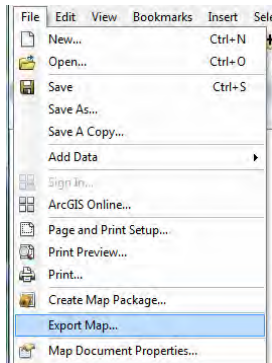 File Edit View Bookmarks Insert Sele
New... Ctrl+N
Open... Ctrl+O
Save Ctrl+S
Save As...
Save A Copy...
Add Data
Sign In...
ArcGIS Online...
Page and Print Setup...
Print Preview...
Print...
Create Map Package...
Export Map...
Map Document Properties...